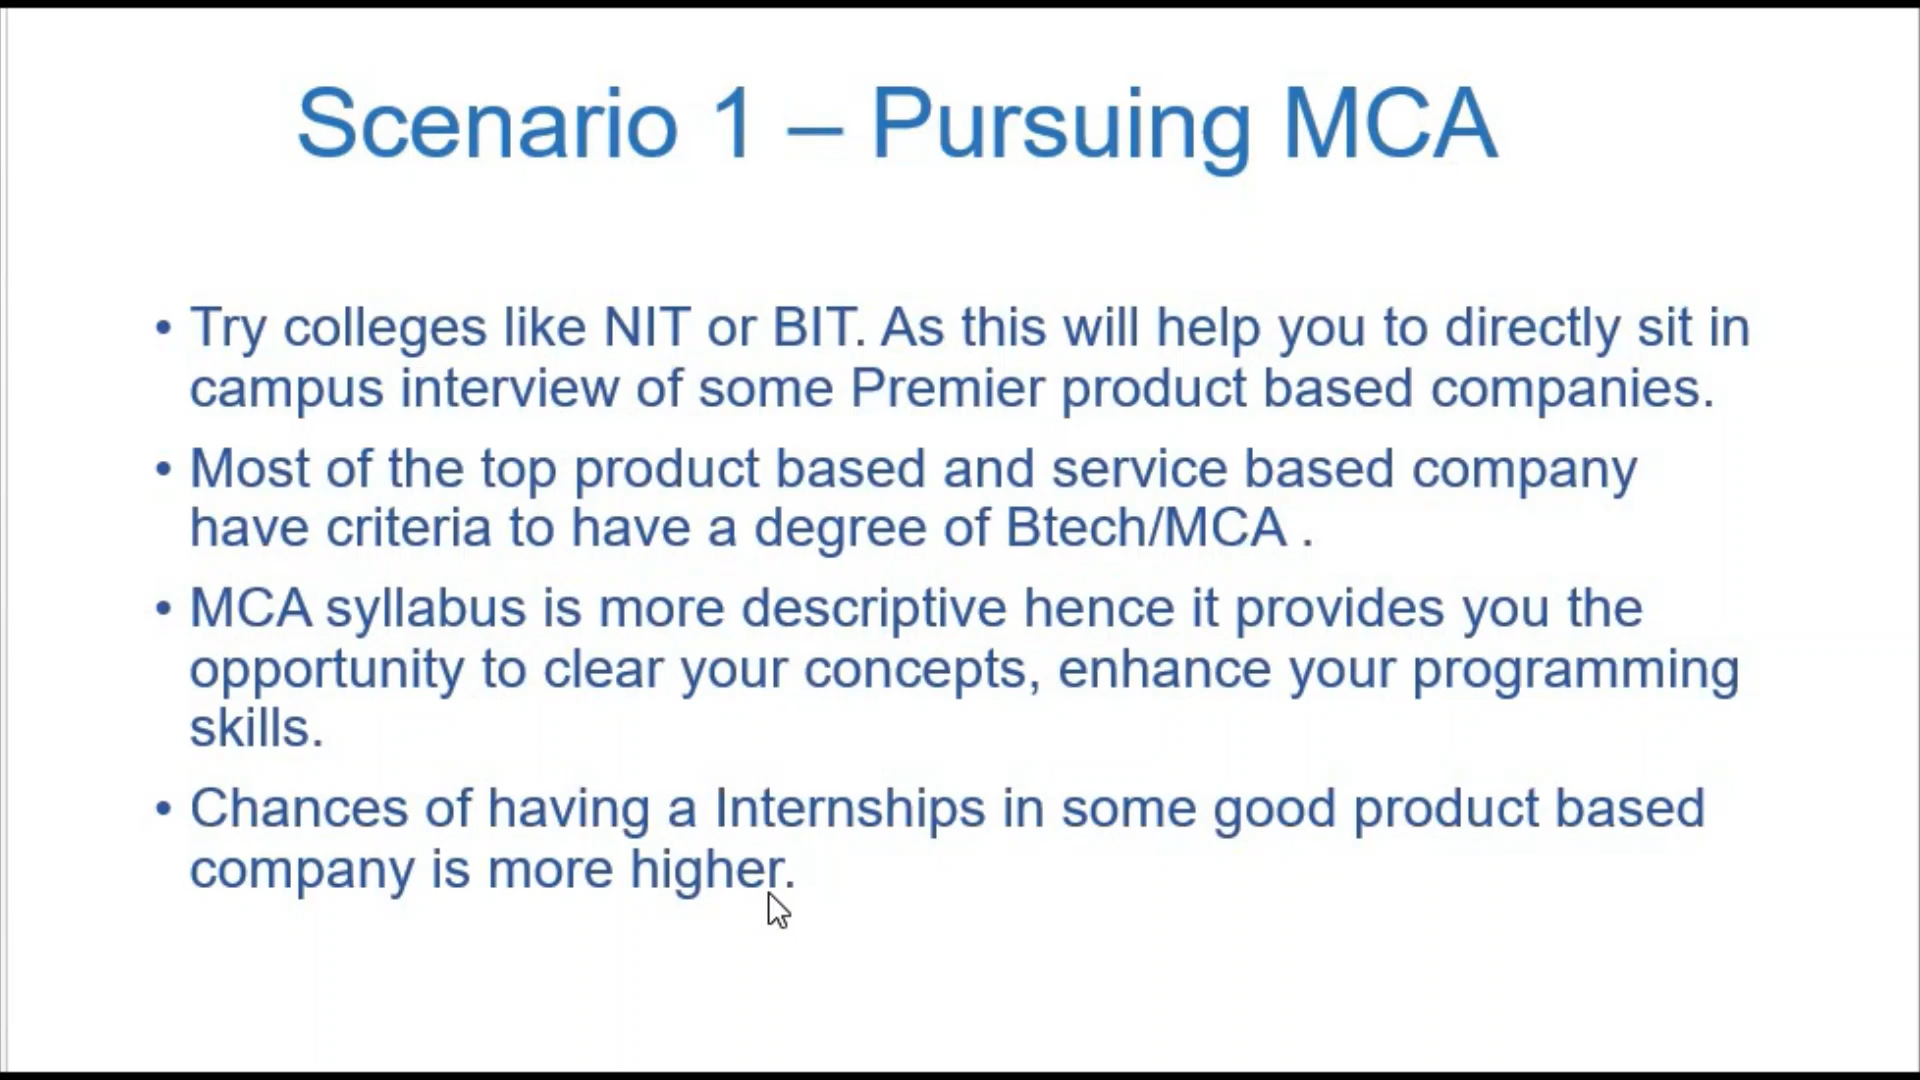 Scenario 1 – Pursuing MCA
• Try colleges like NIT or BIT. As this will help you to directly sit in
campus interview of some Premier product based companies.
• Most of the top product based and service based company
have criteria to have a degree of Btech/MCA .
• MCA syllabus is more descriptive hence it provides you the
opportunity to clear your concepts, enhance your programming
skills.
• Chances of having a Internships in some good product based
company is more higher.